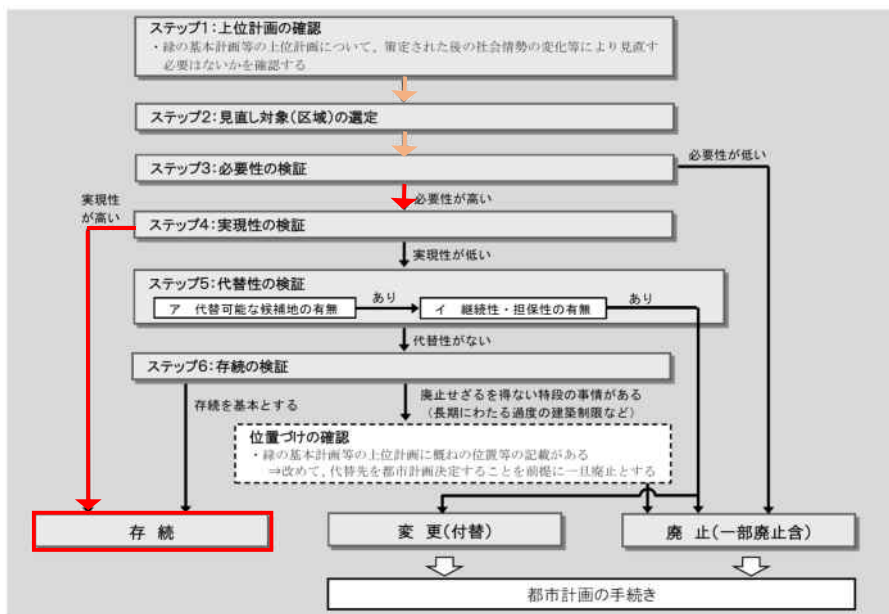 ステップ1:上位計画の確認
・緑の基本計画等の上位計画について、策定された後の社会情勢の変化等により見直す
必要はないかを確認する
ステップ2:見直し対象(区域)の選定
ステップ3:必要性の検証
必要性が低い
必要性が高い
実現性
が高い
ステップ4:実現性の検証
実現性が低い
ステップ5:代替性の検証
ア 代替可能な候補地の有無
あり
イ 継続性・担保性の有無
あり
代替性がない
ステップ6:存続の検証
存続を基本とする
廃止せざるを得ない特段の事情がある
(長期にわたる過度の建築制限など)
位置づけの確認
・緑の基本計画等の上位計画に概ねの位置等の記載がある
⇒改めて、代替先を都市計画決定することを前提に一旦廃止とする
存 続
変 更(付替)
廃 止(一部廃止含)
都市計画の手続き